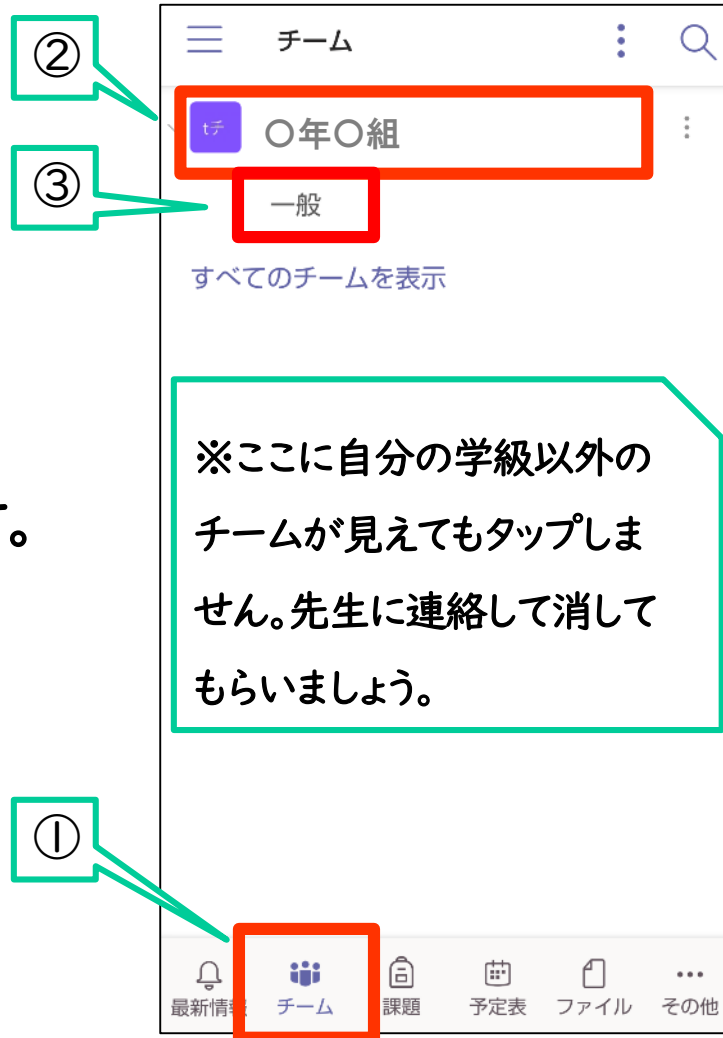 ②
チーム
tチ
〇年〇組
③
一般
すべてのチームを表示
※ここに自分の学級以外の
チームが見えてもタップしま
せん。先生に連絡して消して
もらいましょう。
。
①
最新情報 チーム 課題 予定表 ファイル その他